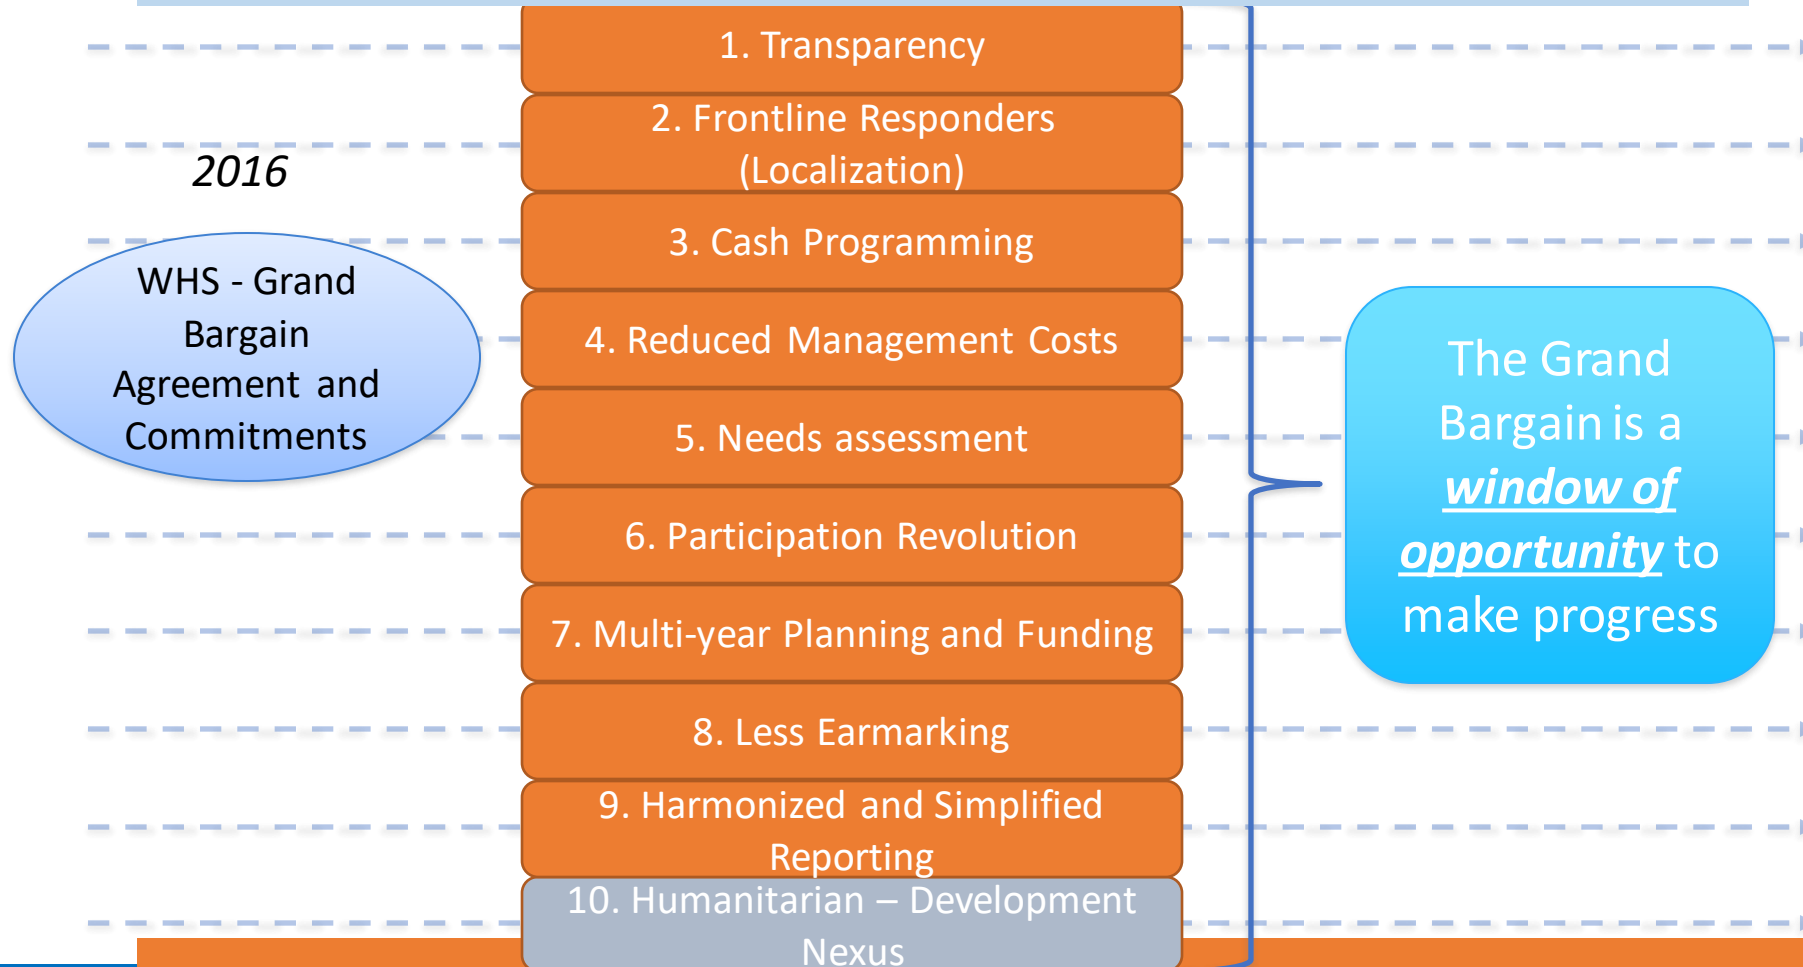 2016
WHS - Grand
Bargain
Agreement and
Commitments
1. Transparency
2. Frontline Responders
(Localization)
3. Cash Programming
4. Reduced Management Costs
5. Needs assessment
6. Participation Revolution
7. Multi-year Planning and Funding
8. Less Earmarking
9. Harmonized and Simplified
Reporting
10. Humanitarian – Development
Nexus
The Grand
Bargain is a
window of
opportunity to
make progress